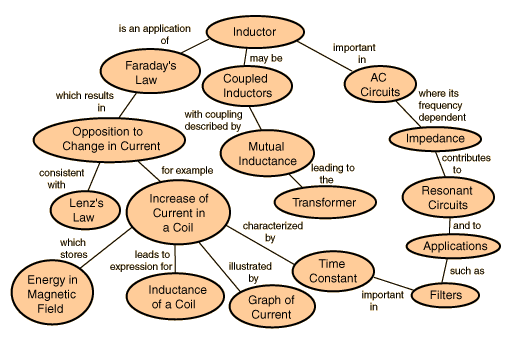 is an application
of
Inductor
important
in
may be
Faraday's
Law
Coupled
Inductors
AC
Circuits
which results
in
where its
frequency
dependent
with coupling
described by
Opposition to
Change in Current
Impedance
Mutual
Inductance
contributes
to
consistent
with
for example
leading to
the
Lenz's
Law
Increase of
Current in
a Coil
Transformer
Resonant
Circuits
characterized
by
and to
which
stores
leads to
expression for
Applications
illustrated
by
Time
Constant
such as
Energy in
Magnetic
Field
Inductance
of a Coil
Graph of
Current
important
in
Filters